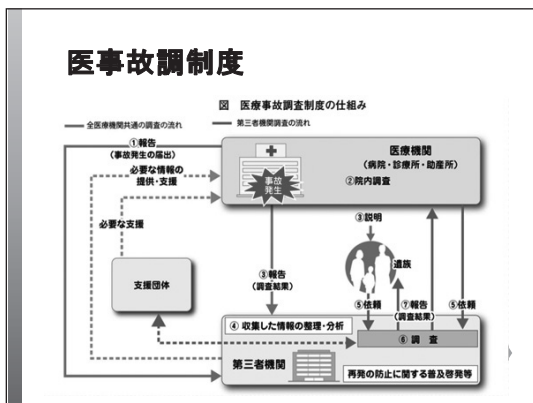 医事故調制度
図 医療事故調査制度の仕組み
全医療機関共通の調査の流れ
第三者機関調査の流れ
①報告
(事故発生の届出)
必要な情報の
提供・支援
必要な支援
医療機関
(病院・診療所・助産所)
②院内調査
事故
発生
③説明
遺族
支援団体
③報告
(調査結果)
⑤依頼
⑦報告
(調査結果)
⑤依頼
④ 収集した情報の整理・分析
⑥ 調 査
第三者機関
再発の防止に関する普及啓発等